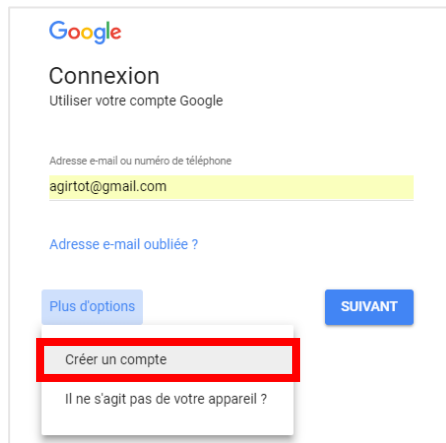 Google
Connexion
Utiliser votre compte Google
Adresse e-mail ou numéro de téléphone
agirtot@gmail.com
Adresse e-mail oubliée ?
Plus d'options
SUIVANT
Créer un compte
Il ne s'agit pas de votre appareil ?